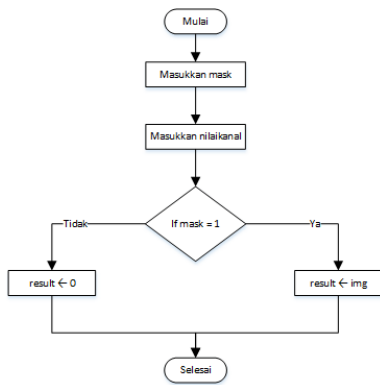 Mulai
Masukkan mask
Masukkan nilaikanal
If mask = 1
Tidak
Ya
result ← 0
result ← img
Selesai